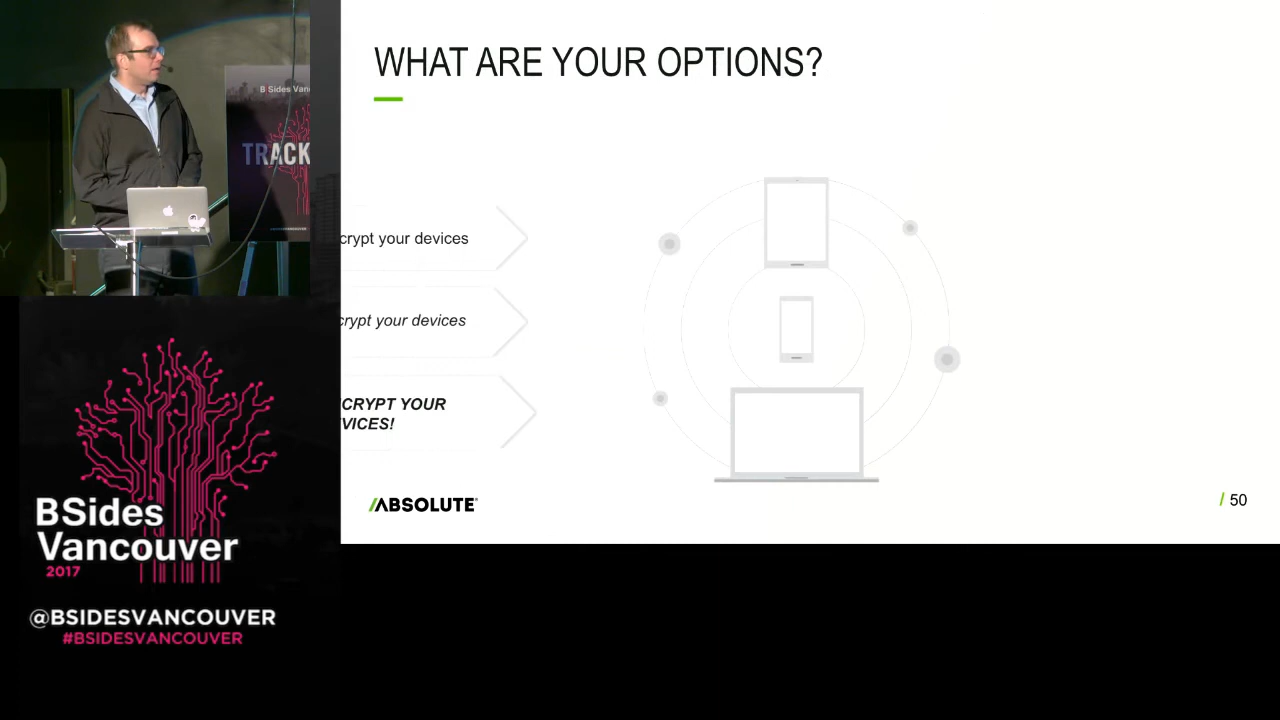 WHAT ARE YOUR OPTIONS?
B Sides Van
TRACK
crypt your devices
crypt your devices
CRYPT YOUR
VICES!
ABSOLUTE
/ 50
BSides
Vancouver
2017
@BSIDESVANCOUVER
#BSIDESVANCOUVER